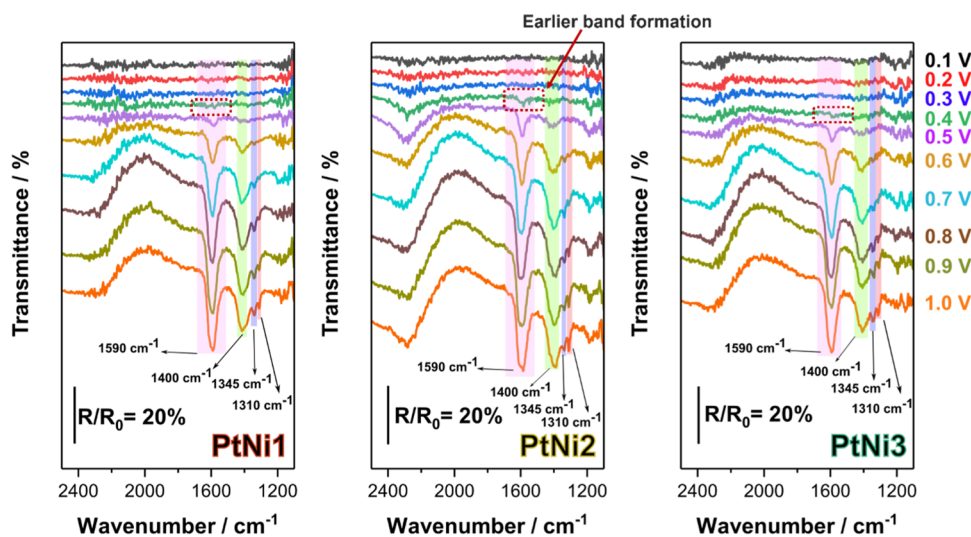 Earlier band formation
0.1 V
0.2 V
0.3 V
0.4 V
0.5 V
0.6 V
0.7 V
0.8 V
0.9 V
1.0 V
Transmittance / %
1590 cm⁻¹
1400 cm⁻¹
1345 cm⁻¹
1310 cm⁻¹
R/R₀= 20%
PtNi1
2400 2000 1600 1200
Wavenumber / cm⁻¹
Transmittance / %
1590 cm⁻¹
1400 cm⁻¹
1345 cm⁻¹
1310 cm⁻¹
R/R₀= 20%
PtNi2
2400 2000 1600 1200
Wavenumber / cm⁻¹
Transmittance / %
1590 cm⁻¹
1400 cm⁻¹
1345 cm⁻¹
1310 cm⁻¹
R/R₀= 20%
PtNi3
2400 2000 1600 1200
Wavenumber / cm⁻¹